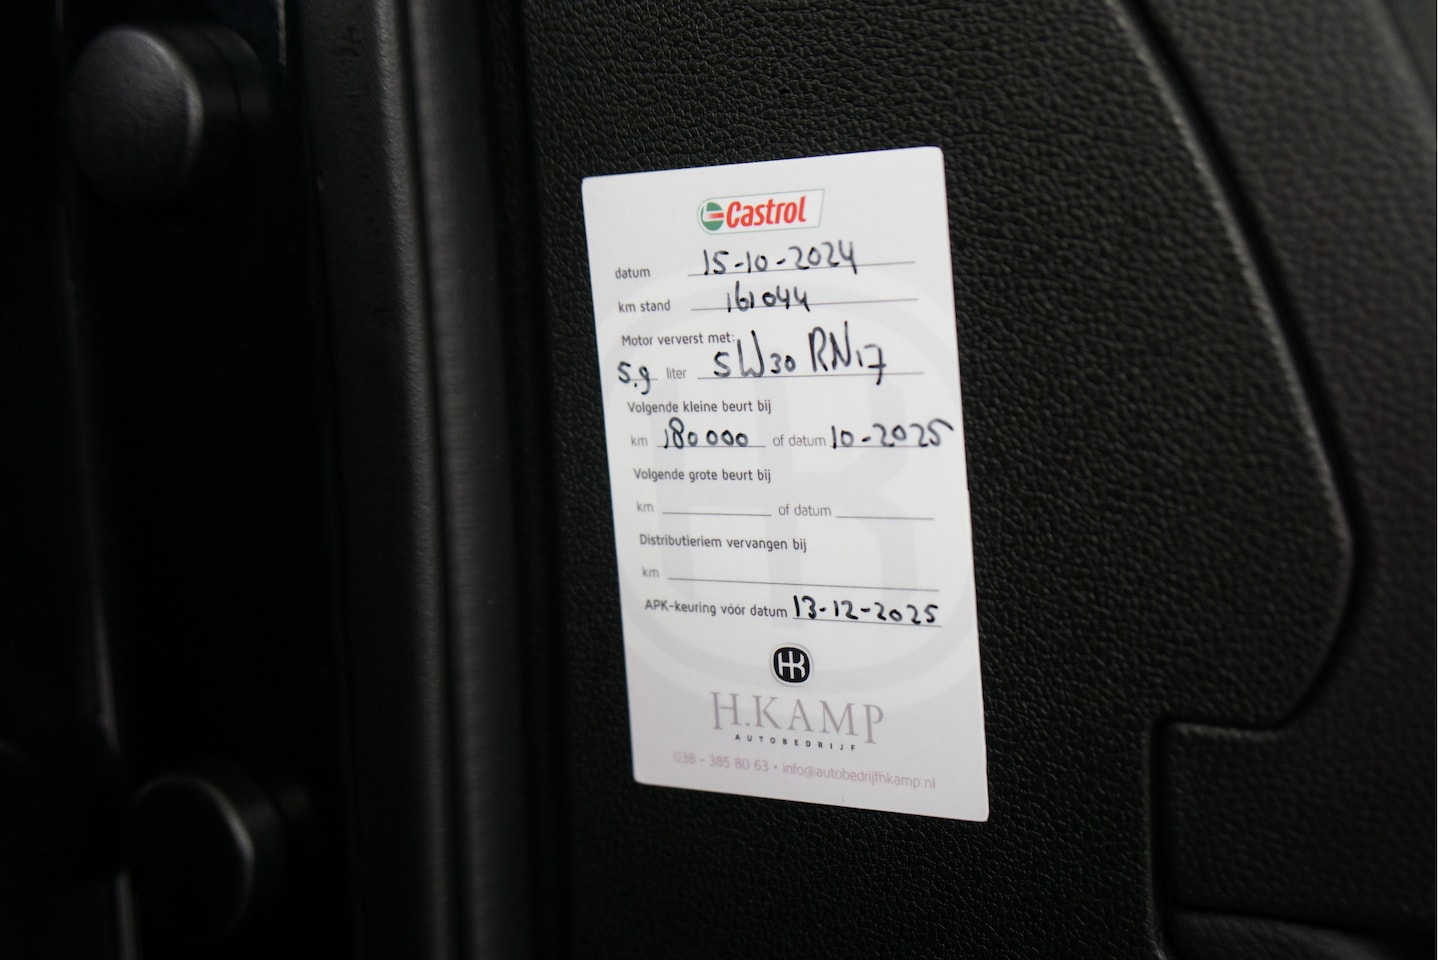 Castrol
datum 15-10-2024
km stand 161044
Motor ververst met:
5.9 liter 5W30 RN17
Volgende kleine beurt bij
km 180000 of datum 10-2025
Volgende grote beurt bij
km of datum
Distributieriem vervangen bij
km
APK-keuring vóór datum 13-12-2025
HK
H.KAMP
AUTOBEDRIJF
038 - 385 80 63 • info@autobedrijfhkamp.nl